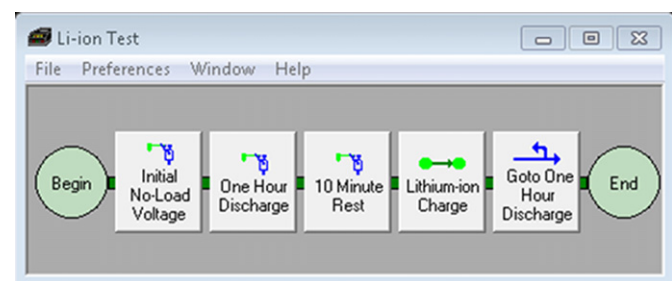 Li-ion Test
File Preferences Window Help
Begin
Initial
No-Load
Voltage
One Hour
Discharge
10 Minute
Rest
Lithium-ion
Charge
Goto One
Hour
Discharge
End